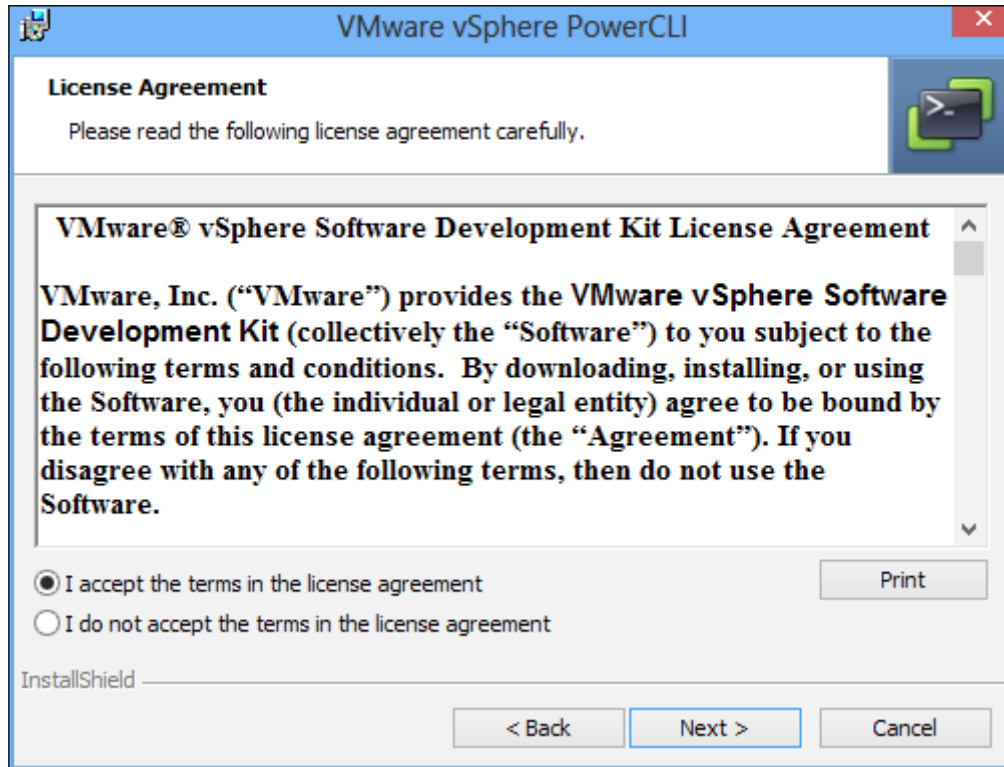 VMware vSphere PowerCLI
License Agreement
Please read the following license agreement carefully.
>_
VMware® vSphere Software Development Kit License Agreement
VMware, Inc. (“VMware”) provides the VMware vSphere Software
Development Kit (collectively the “Software”) to you subject to the
following terms and conditions.  By downloading, installing, or using
the Software, you (the individual or legal entity) agree to be bound by
the terms of this license agreement (the “Agreement”). If you
disagree with any of the following terms, then do not use the
Software.
I accept the terms in the license agreement
Print
I do not accept the terms in the license agreement
InstallShield
< Back
Next >
Cancel